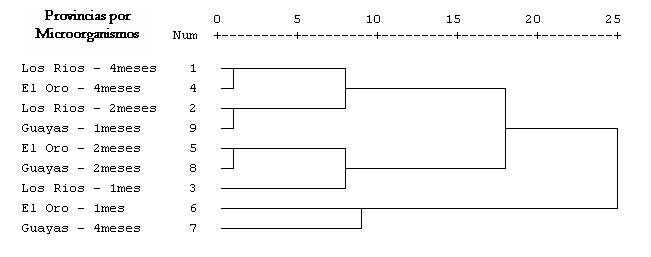 Provincias por
Microorganismos
Num
0 5 10 15 20 25
Los Rios - 4meses 1
El Oro - 4meses 4
Los Rios - 2meses 2
Guayas - 1meses 9
El Oro - 2meses 5
Guayas - 2meses 8
Los Rios - 1mes 3
El Oro - 1mes 6
Guayas - 4meses 7